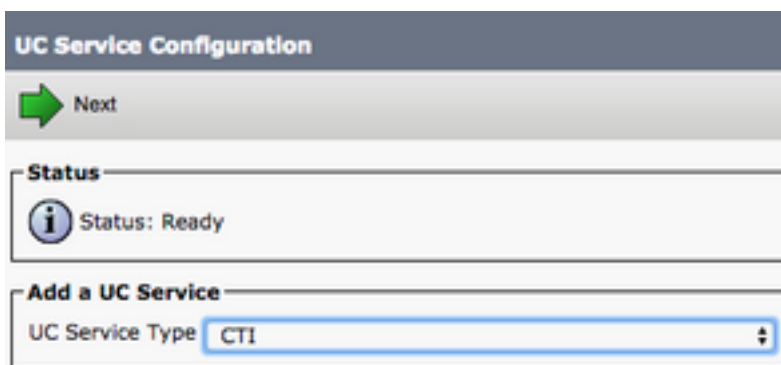 UC Service Configuration
Next
Status
Status: Ready
Add a UC Service
UC Service Type CTI